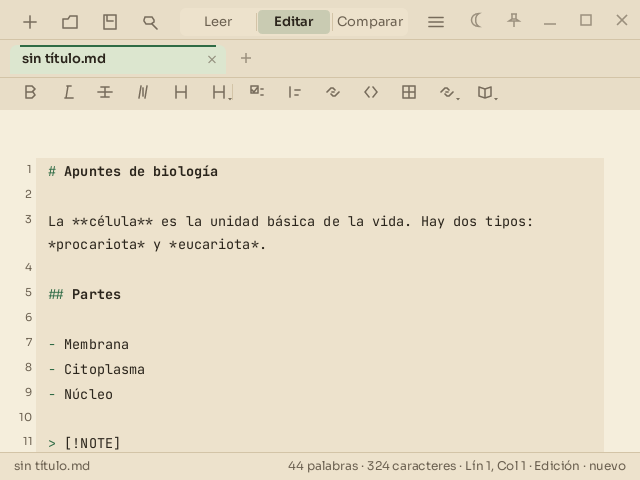 Leer Editar Comparar
sin título.md
1 # Apuntes de biología
2
3 La **célula** es la unidad básica de la vida. Hay dos tipos:
*procariota* y *eucariota*.
4
5 ## Partes
6
7 - Membrana
8 - Citoplasma
9 - Núcleo
10
11 > [!NOTE]
sin título.md 44 palabras · 324 caracteres · Lín 1, Col 1 · Edición · nuevo